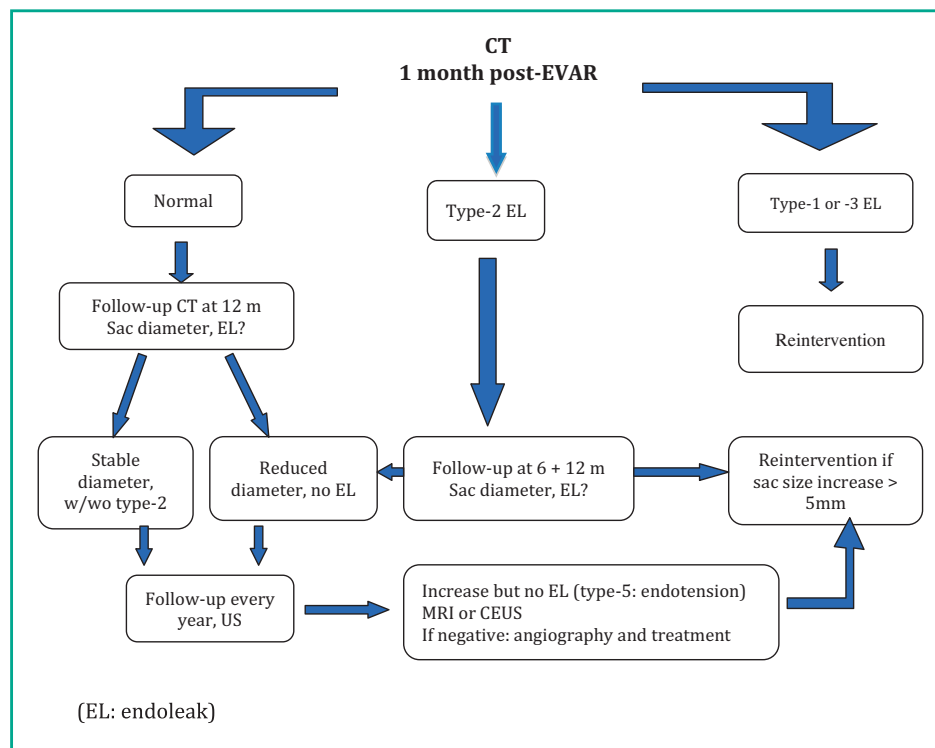 CT
1 month post-EVAR
Normal
Type-2 EL
Type-1 or -3 EL
Follow-up CT at 12 m
Sac diameter, EL?
Reintervention
Stable
diameter,
w/wo type-2
Reduced
diameter, no EL
Follow-up at 6 + 12 m
Sac diameter, EL?
Reintervention if
sac size increase >
5mm
Follow-up every
year, US
Increase but no EL (type-5: endotension)
MRI or CEUS
If negative: angiography and treatment
(EL: endoleak)